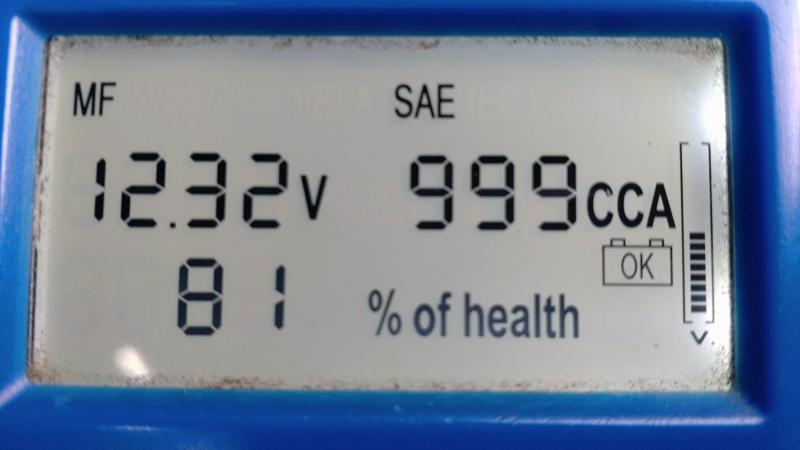 MF SAE
12.32V 999CCA
OK
81 % of health